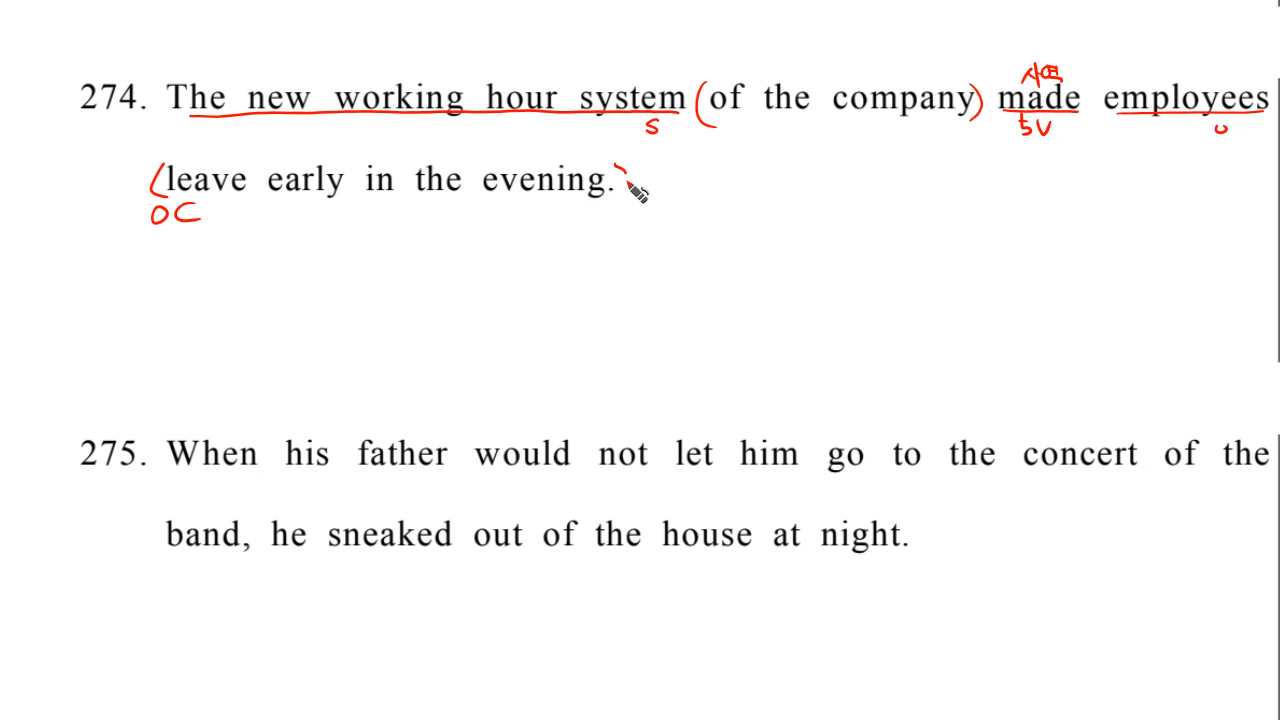 274. The new working hour system (of the company) made employees
S 5V O
(leave early in the evening.
OC
275. When his father would not let him go to the concert of the
band, he sneaked out of the house at night.